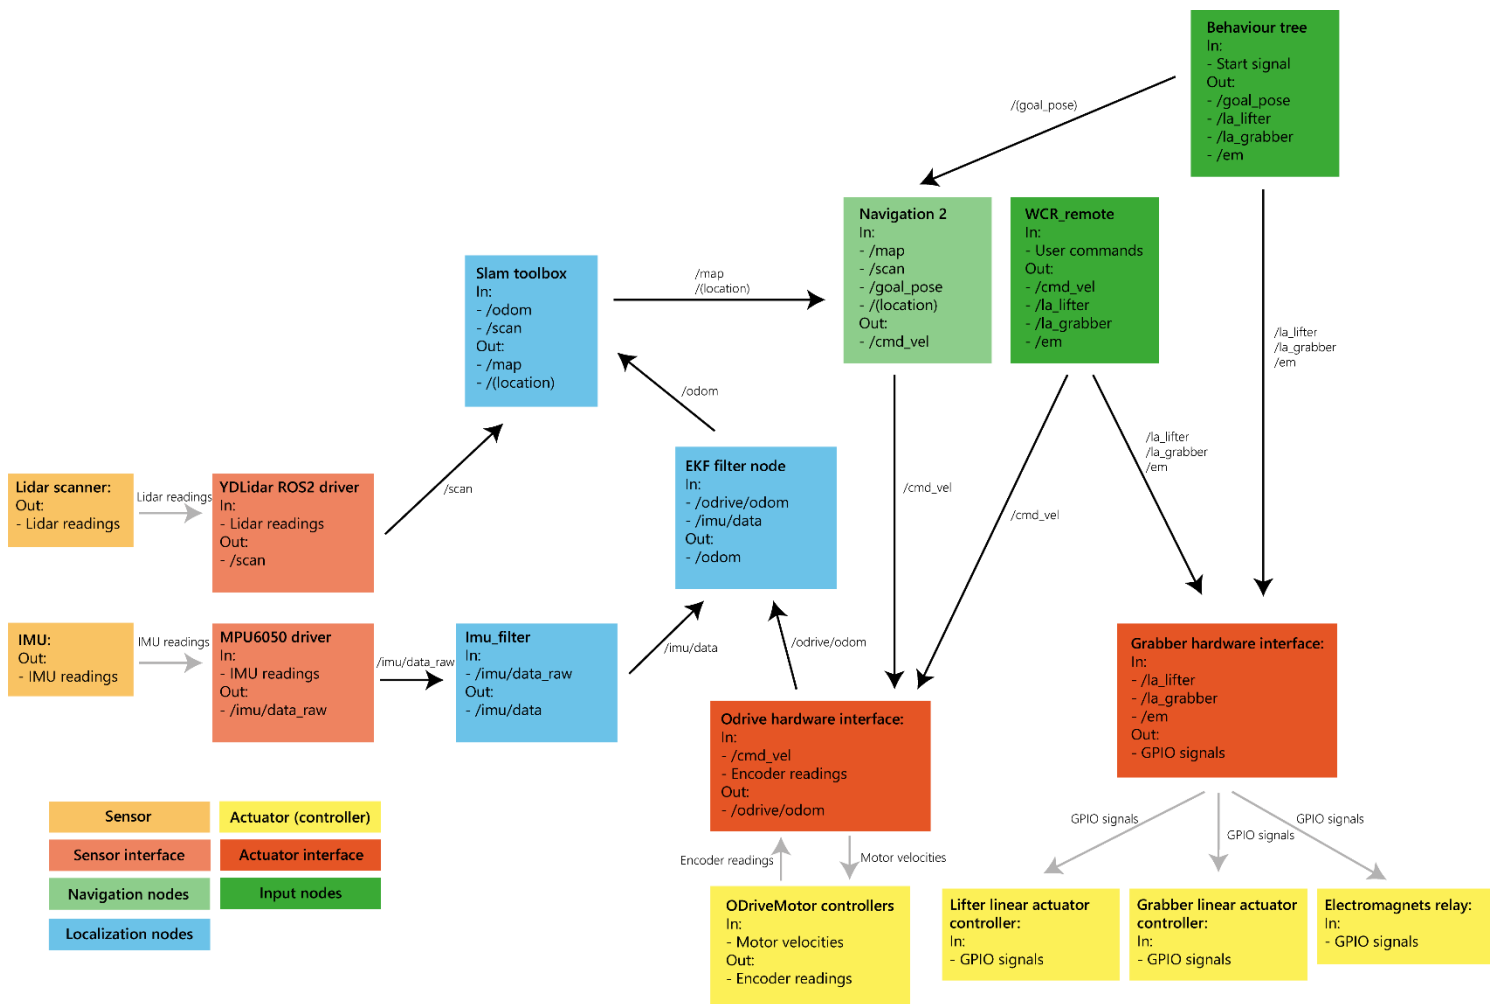 Behaviour tree
In:
- Start signal
Out:
- /goal_pose
- /la_lifter
- /la_grabber
- /em
/(goal_pose)
Navigation 2
In:
- /map
- /scan
- /goal_pose
- /(location)
Out:
- /cmd_vel
WCR_remote
In:
- User commands
Out:
- /cmd_vel
- /la_lifter
- /la_grabber
- /em
Slam toolbox
In:
- /odom
- /scan
Out:
- /map
- /(location)
/map
/(location)
/la_lifter
/la_grabber
/em
/odom
/la_lifter
/la_grabber
/em
EKF filter node
In:
- /odrive/odom
- /imu/data
Out:
- /odom
/scan
/cmd_vel
/cmd_vel
Lidar scanner:
Out:
- Lidar readings
Lidar readings
YDLidar ROS2 driver
In:
- Lidar readings
Out:
- /scan
IMU:
Out:
- IMU readings
IMU readings
MPU6050 driver
In:
- IMU readings
Out:
- /imu/data_raw
/imu/data_raw
Imu_filter
In:
- /imu/data_raw
Out:
- /imu/data
/imu/data
/odrive/odom
Grabber hardware interface:
In:
- /la_lifter
- /la_grabber
- /em
Out:
- GPIO signals
Odrive hardware interface:
In:
- /cmd_vel
- Encoder readings
Out:
- /odrive/odom
Encoder readings
Motor velocities
GPIO signals
GPIO signals
GPIO signals
ODriveMotor controllers
In:
- Motor velocities
Out:
- Encoder readings
Lifter linear actuator
controller:
In:
- GPIO signals
Grabber linear actuator
controller:
In:
- GPIO signals
Electromagnets relay:
In:
- GPIO signals
Sensor
Actuator (controller)
Sensor interface
Actuator interface
Navigation nodes
Input nodes
Localization nodes